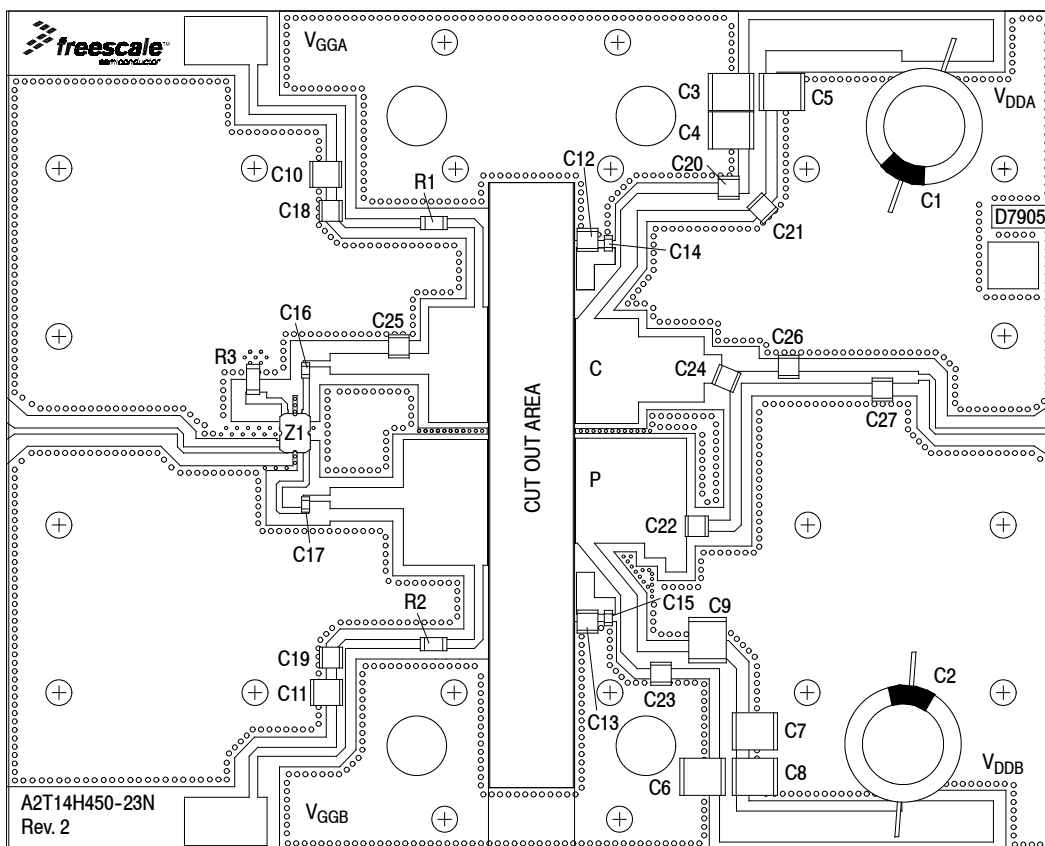 freescale™
semiconductor
VGGA
VDDA
C3
C5
C4
C12
C20
C10
R1
C1
C18
D7905
C21
C14
C16
C25
C26
R3
C24
C
C27
Z1
CUT OUT AREA
P
C22
C17
R2
C15
C9
C19
C2
C11
C23
C13
C7
C6
C8
VDDB
A2T14H450-23N
Rev. 2
VGGB